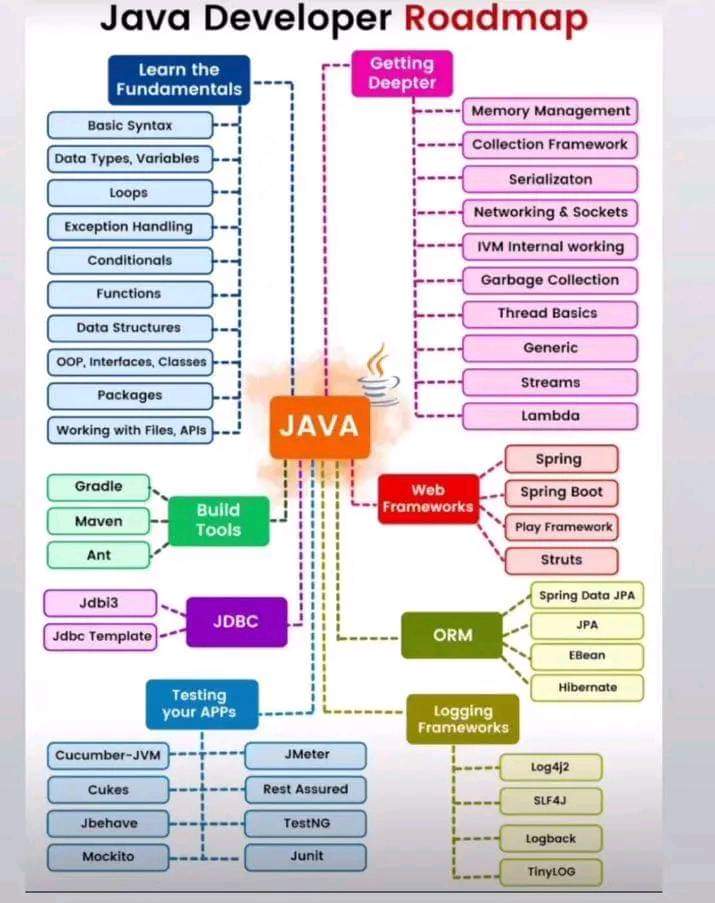 Java Developer Roadmap
Learn the
Fundamentals
Basic Syntax
Data Types, Variables
Loops
Exception Handling
Conditionals
Functions
Data Structures
OOP, Interfaces, Classes
Packages
Working with Files, APIs
Getting
Deepter
Memory Management
Collection Framework
Serializaton
Networking & Sockets
IVM Internal working
Garbage Collection
Thread Basics
Generic
Streams
Lambda
JAVA
Build
Tools
Gradle
Maven
Ant
Web
Frameworks
Spring
Spring Boot
Play Framework
Struts
JDBC
Jdbi3
Jdbc Template
ORM
Spring Data JPA
JPA
EBean
Hibernate
Testing
your APPs
Cucumber-JVM
Cukes
Jbehave
Mockito
JMeter
Rest Assured
TestNG
Junit
Logging
Frameworks
Log4j2
SLF4J
Logback
TinyLOG